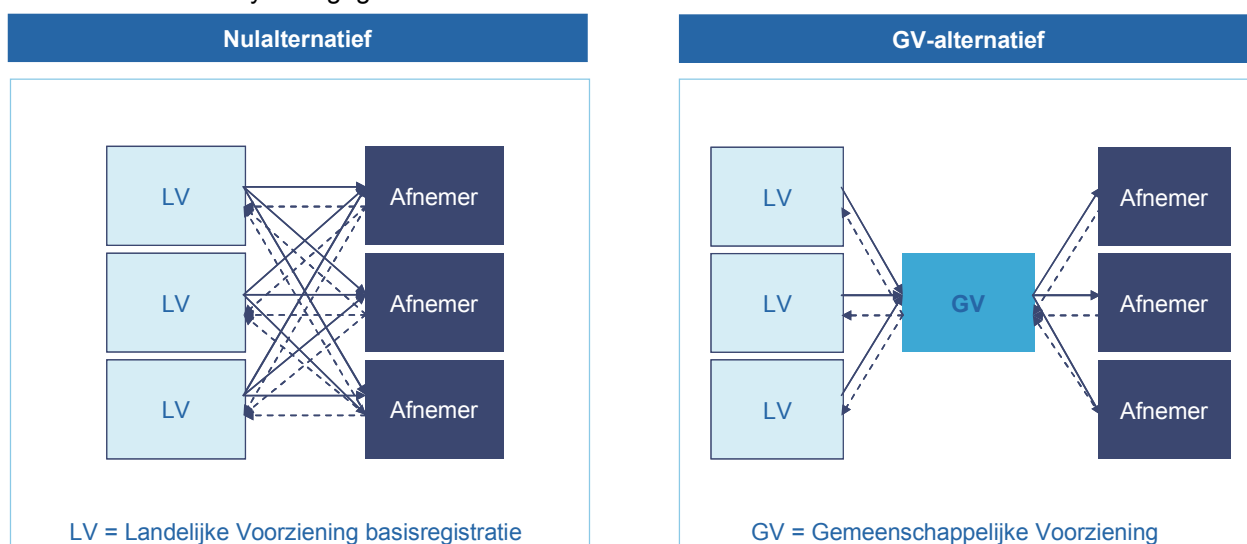 Nulalternatief
GV-alternatief
LV
Afnemer
LV
Afnemer
LV
Afnemer
LV = Landelijke Voorziening basisregistratie
LV
Afnemer
LV
GV
Afnemer
LV
Afnemer
GV = Gemeenschappelijke Voorziening